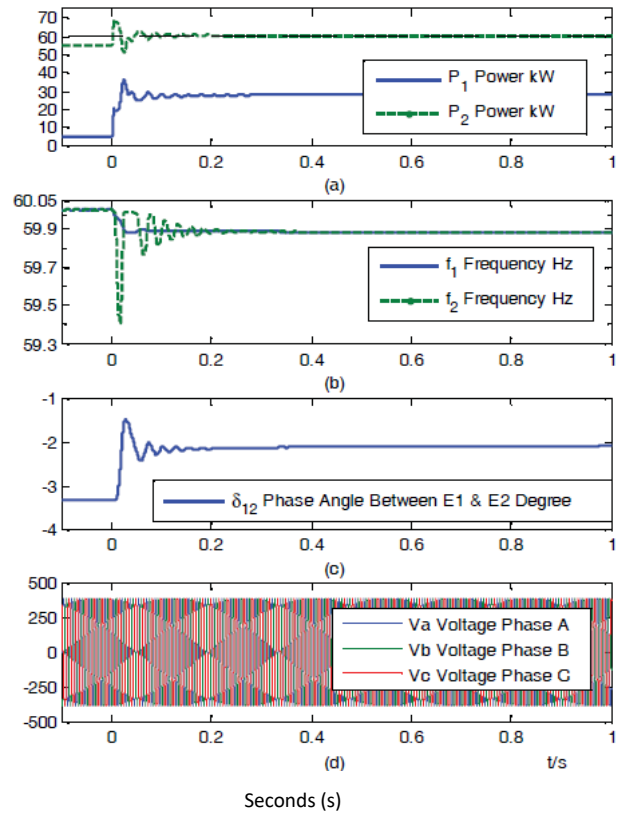 70
60
50
40
30
20
10
0
P1 Power kW
P2 Power kW
0 0.2 0.4 0.6 0.8 1
(a)
60.05
59.9
59.7
59.5
59.3
f1 Frequency Hz
f2 Frequency Hz
0 0.2 0.4 0.6 0.8 1
(b)
-1
-2
-3
-4
δ12 Phase Angle Between E1 & E2 Degree
0 0.2 0.4 0.6 0.8 1
(c)
500
250
0
-250
-500
Va Voltage Phase A
Vb Voltage Phase B
Vc Voltage Phase C
0 0.2 0.4 0.6 0.8 1
(d) t/s
Seconds (s)